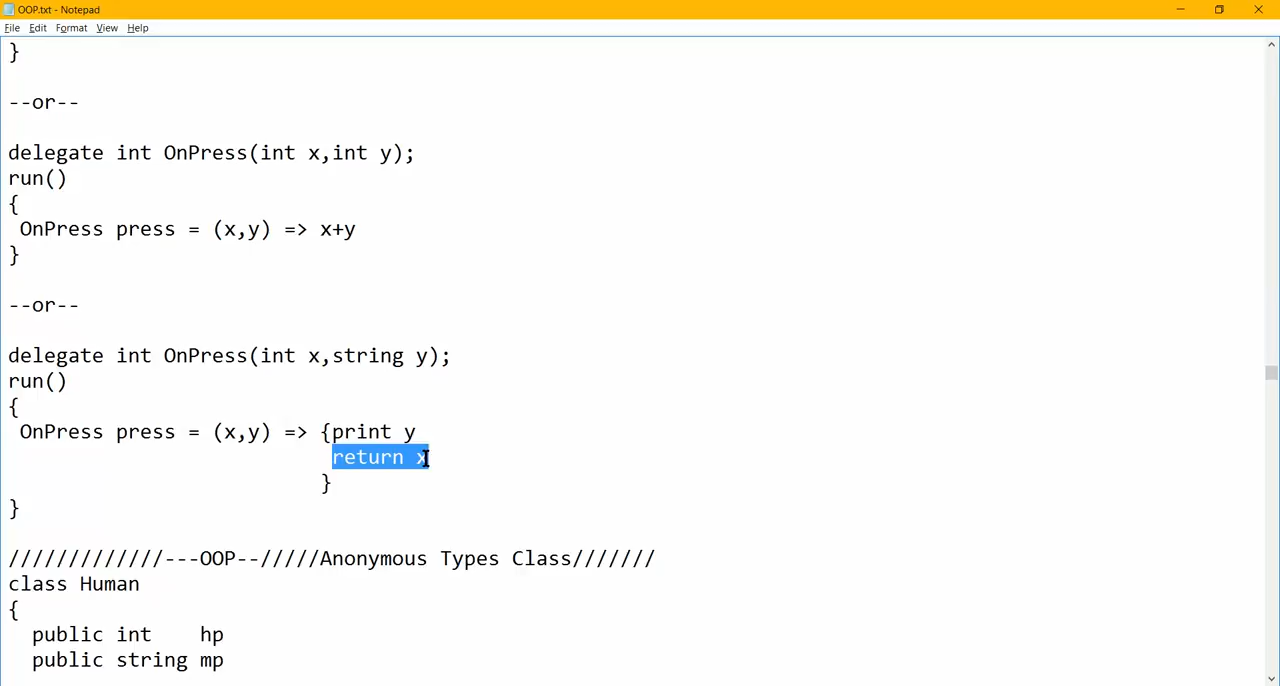 OOP.txt - Notepad
File Edit Format View Help
}
--or--
delegate int OnPress(int x,int y);
run()
{
OnPress press = (x,y) => x+y
}
--or--
delegate int OnPress(int x,string y);
run()
{
OnPress press = (x,y) => {print y
return x
}
}
/////////////---OOP--/////Anonymous Types Class///////
class Human
{
public int hp
public string mp